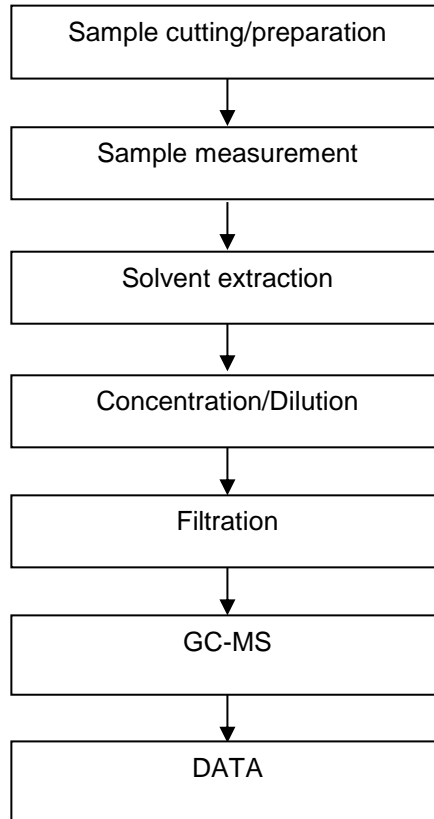 Sample cutting/preparation
Sample measurement
Solvent extraction
Concentration/Dilution
Filtration
GC-MS
DATA